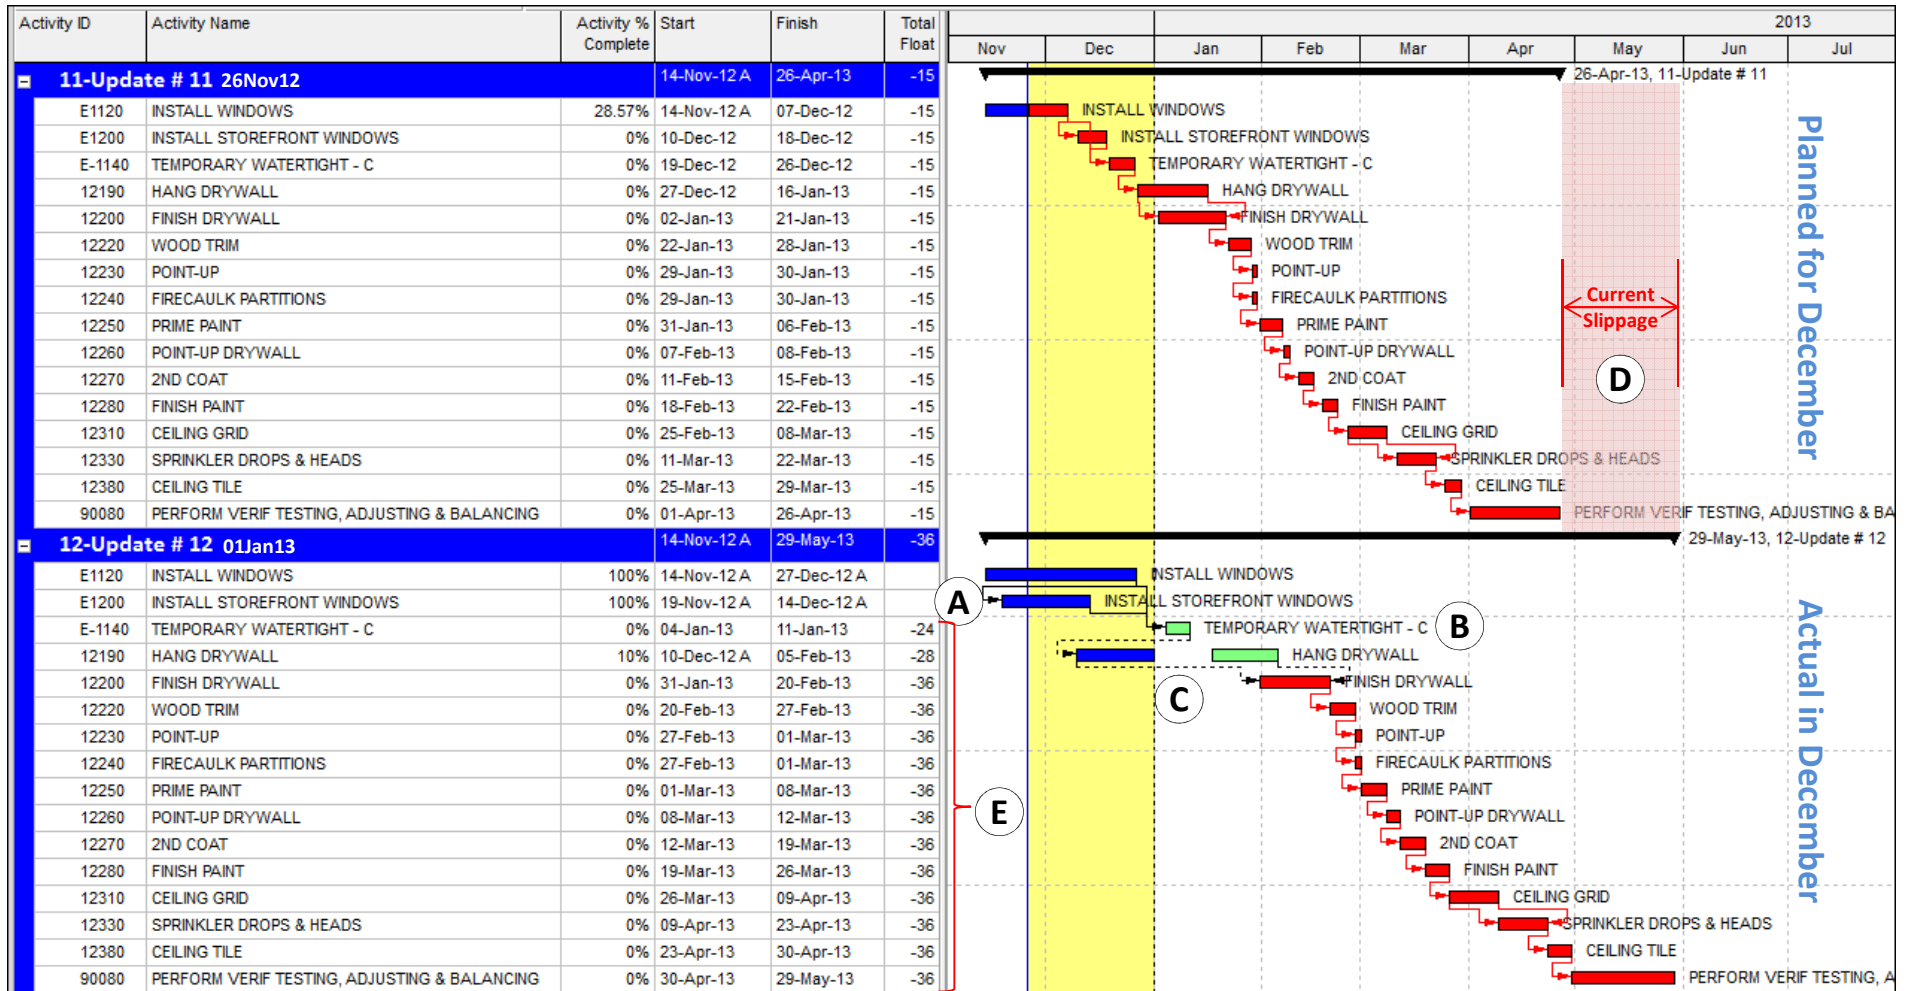 Activity ID Activity Name Activity % Complete Start Finish Total Float
2013
Nov Dec Jan Feb Mar Apr May Jun Jul
11-Update # 11 26Nov12 14-Nov-12 A 26-Apr-13 -15 26-Apr-13, 11-Update # 11
E1120 INSTALL WINDOWS 28.57% 14-Nov-12 A 07-Dec-12 -15 INSTALL WINDOWS
E1200 INSTALL STOREFRONT WINDOWS 0% 10-Dec-12 18-Dec-12 -15 INSTALL STOREFRONT WINDOWS
E-1140 TEMPORARY WATERTIGHT - C 0% 19-Dec-12 26-Dec-12 -15 TEMPORARY WATERTIGHT - C
12190 HANG DRYWALL 0% 27-Dec-12 16-Jan-13 -15 HANG DRYWALL
12200 FINISH DRYWALL 0% 02-Jan-13 21-Jan-13 -15 FINISH DRYWALL
12220 WOOD TRIM 0% 22-Jan-13 28-Jan-13 -15 WOOD TRIM
12230 POINT-UP 0% 29-Jan-13 30-Jan-13 -15 POINT-UP
12240 FIRECAULK PARTITIONS 0% 29-Jan-13 30-Jan-13 -15 FIRECAULK PARTITIONS
12250 PRIME PAINT 0% 31-Jan-13 06-Feb-13 -15 PRIME PAINT
12260 POINT-UP DRYWALL 0% 07-Feb-13 08-Feb-13 -15 POINT-UP DRYWALL
12270 2ND COAT 0% 11-Feb-13 15-Feb-13 -15 2ND COAT
12280 FINISH PAINT 0% 18-Feb-13 22-Feb-13 -15 FINISH PAINT
12310 CEILING GRID 0% 25-Feb-13 08-Mar-13 -15 CEILING GRID
12330 SPRINKLER DROPS & HEADS 0% 11-Mar-13 22-Mar-13 -15 SPRINKLER DROPS & HEADS
12380 CEILING TILE 0% 25-Mar-13 29-Mar-13 -15 CEILING TILE
90080 PERFORM VERIF TESTING, ADJUSTING & BALANCING 0% 01-Apr-13 26-Apr-13 -15 PERFORM VERIF TESTING, ADJUSTING & BA
Current
Slippage
D
Planned for December
12-Update # 12 01Jan13 14-Nov-12 A 29-May-13 -36 29-May-13, 12-Update # 12
E1120 INSTALL WINDOWS 100% 14-Nov-12 A 27-Dec-12 A INSTALL WINDOWS
E1200 INSTALL STOREFRONT WINDOWS 100% 19-Nov-12 A 14-Dec-12 A A INSTALL STOREFRONT WINDOWS
E-1140 TEMPORARY WATERTIGHT - C 0% 04-Jan-13 11-Jan-13 -24 TEMPORARY WATERTIGHT - C B
12190 HANG DRYWALL 10% 10-Dec-12 A 05-Feb-13 -28 HANG DRYWALL
12200 FINISH DRYWALL 0% 31-Jan-13 20-Feb-13 -36 C FINISH DRYWALL
12220 WOOD TRIM 0% 20-Feb-13 27-Feb-13 -36 WOOD TRIM
12230 POINT-UP 0% 27-Feb-13 01-Mar-13 -36 POINT-UP
12240 FIRECAULK PARTITIONS 0% 27-Feb-13 01-Mar-13 -36 FIRECAULK PARTITIONS
12250 PRIME PAINT 0% 01-Mar-13 08-Mar-13 -36 PRIME PAINT
12260 POINT-UP DRYWALL 0% 08-Mar-13 12-Mar-13 -36 E POINT-UP DRYWALL
12270 2ND COAT 0% 12-Mar-13 19-Mar-13 -36 2ND COAT
12280 FINISH PAINT 0% 19-Mar-13 26-Mar-13 -36 FINISH PAINT
12310 CEILING GRID 0% 26-Mar-13 09-Apr-13 -36 CEILING GRID
12330 SPRINKLER DROPS & HEADS 0% 09-Apr-13 23-Apr-13 -36 SPRINKLER DROPS & HEADS
12380 CEILING TILE 0% 23-Apr-13 30-Apr-13 -36 CEILING TILE
90080 PERFORM VERIF TESTING, ADJUSTING & BALANCING 0% 30-Apr-13 29-May-13 -36 PERFORM VERIF TESTING, A
Actual in December